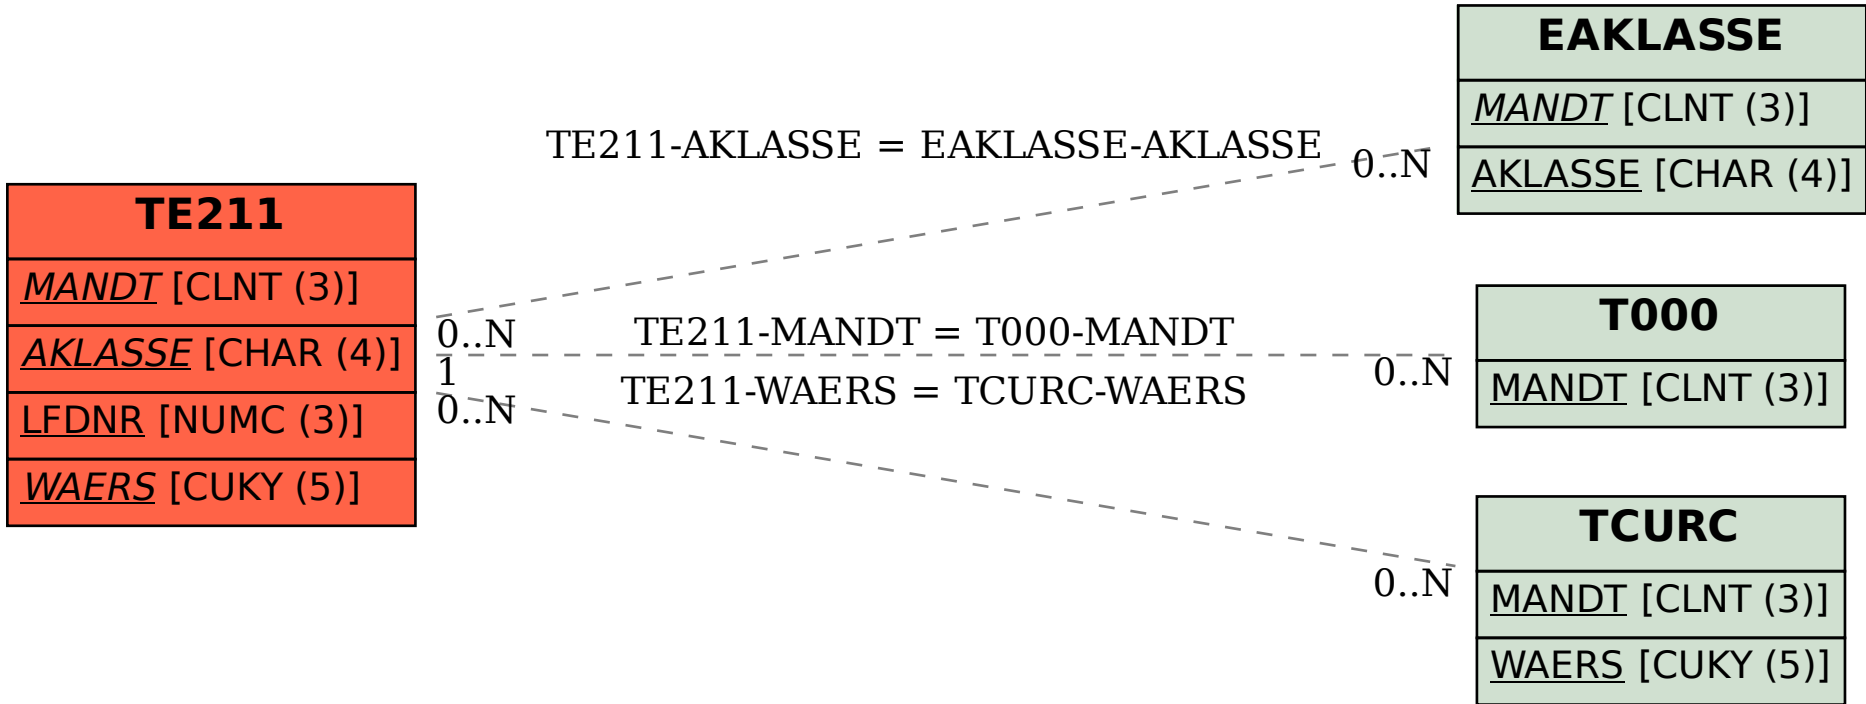 TE211
MANDT [CLNT (3)]
AKLASSE [CHAR (4)]
LFDNR [NUMC (3)]
WAERS [CUKY (5)]
TE211-AKLASSE = EAKLASSE-AKLASSE
0..N
0..N
TE211-MANDT = T000-MANDT
1
0..N
TE211-WAERS = TCURC-WAERS
0..N
0..N
EAKLASSE
MANDT [CLNT (3)]
AKLASSE [CHAR (4)]
T000
MANDT [CLNT (3)]
TCURC
MANDT [CLNT (3)]
WAERS [CUKY (5)]